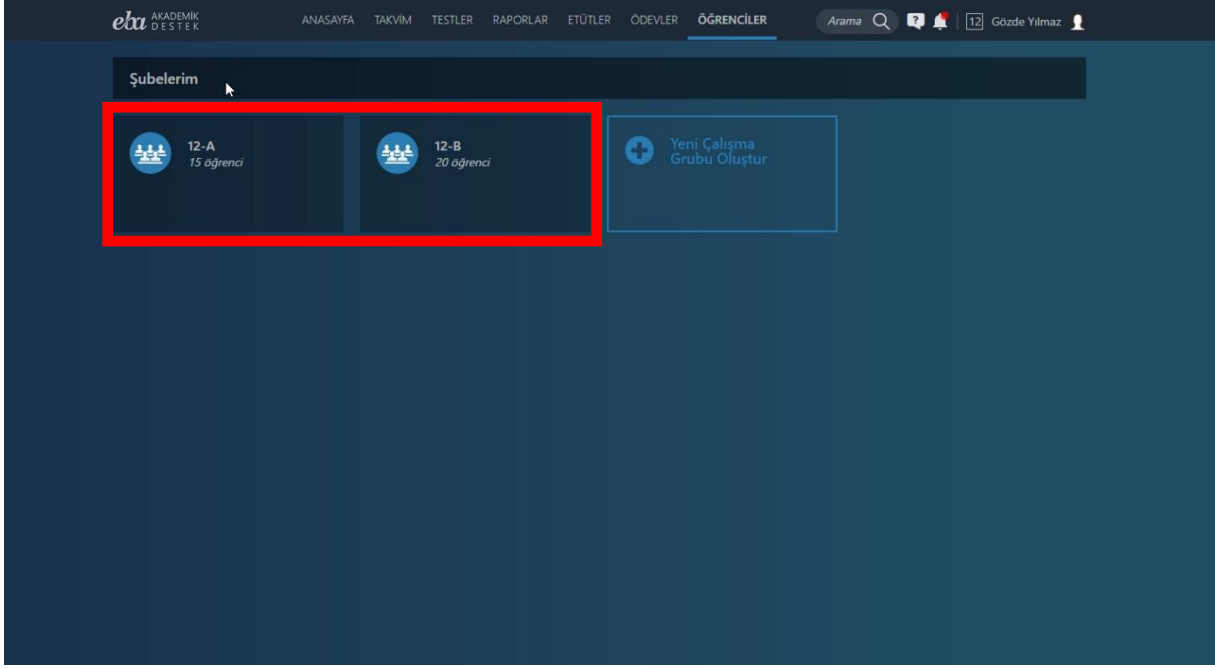 eba AKADEMİK DESTEK
ANASAYFA TAKVİM TESTLER RAPORLAR ETÜTLER ÖDEVLER ÖĞRENCİLER Arama ? 12 Gözde Yılmaz
Şubelerim
12-A
15 öğrenci
12-B
20 öğrenci
Yeni Çalışma
Grubu Oluştur